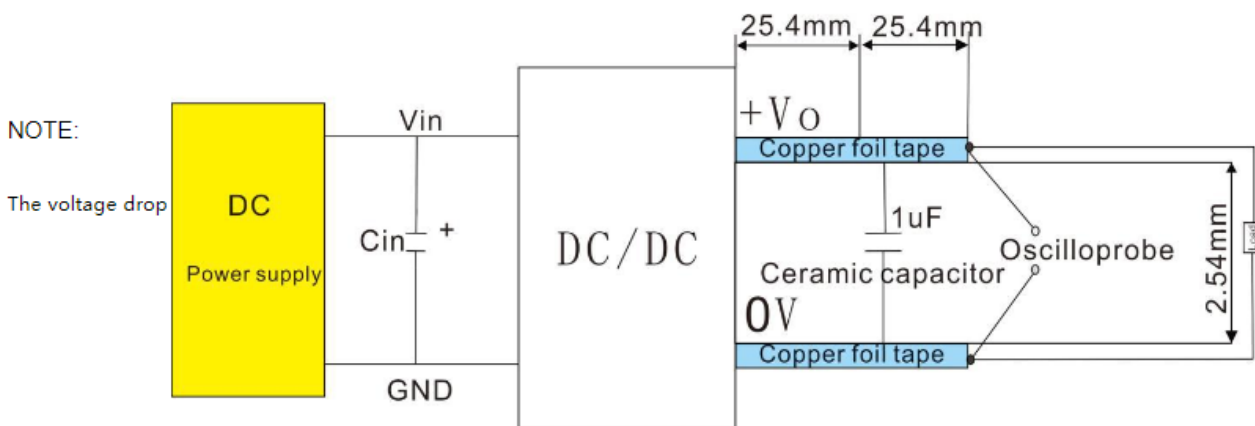 25.4mm 25.4mm
NOTE:
The voltage drop
DC
Power supply
Vin
Cin +
GND
DC/DC
+Vo
Copper foil tape
1uF
Ceramic capacitor
0V
Copper foil tape
Oscilloprobe
2.54mm
Load